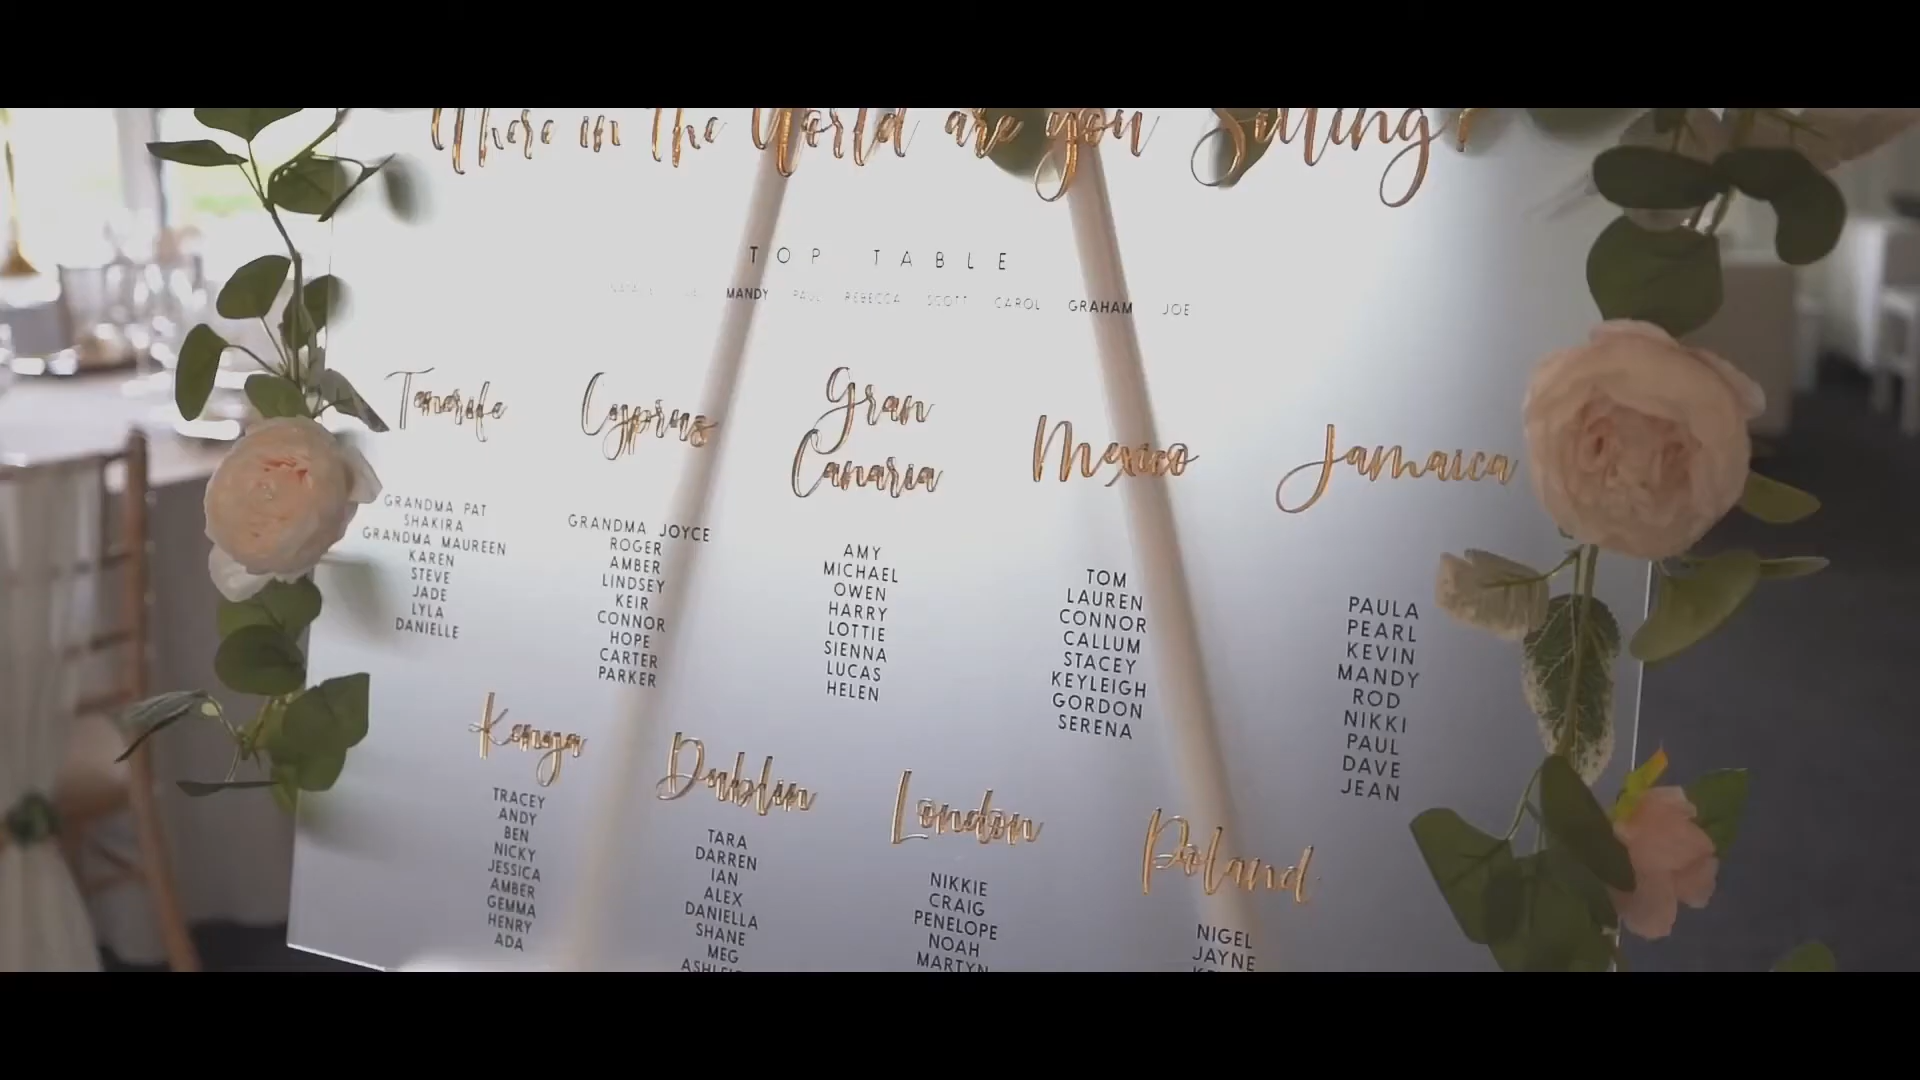 Where in the World are you Sitting?
TOP TABLE
MANDY PAUL REBECCA SCOTT CAROL GRAHAM JOE
Tenerife
GRANDMA PAT
SHAKIRA
GRANDMA MAUREEN
KAREN
STEVE
JADE
LYLA
DANIELLE
Cyprus
GRANDMA JOYCE
ROGER
AMBER
LINDSEY
KEIR
CONNOR
HOPE
CARTER
PARKER
Gran
Canaria
AMY
MICHAEL
OWEN
HARRY
LOTTIE
SIENNA
LUCAS
HELEN
Mexico
TOM
LAUREN
CONNOR
CALLUM
STACEY
KEYLEIGH
GORDON
SERENA
Jamaica
PAULA
PEARL
KEVIN
MANDY
ROD
NIKKI
PAUL
DAVE
JEAN
Kenya
TRACEY
ANDY
BEN
NICKY
JESSICA
AMBER
GEMMA
HENRY
ADA
Dublin
TARA
DARREN
IAN
ALEX
DANIELLA
SHANE
MEG
London
NIKKIE
CRAIG
PENELOPE
NOAH
MARTYN
Poland
NIGEL
JAYNE